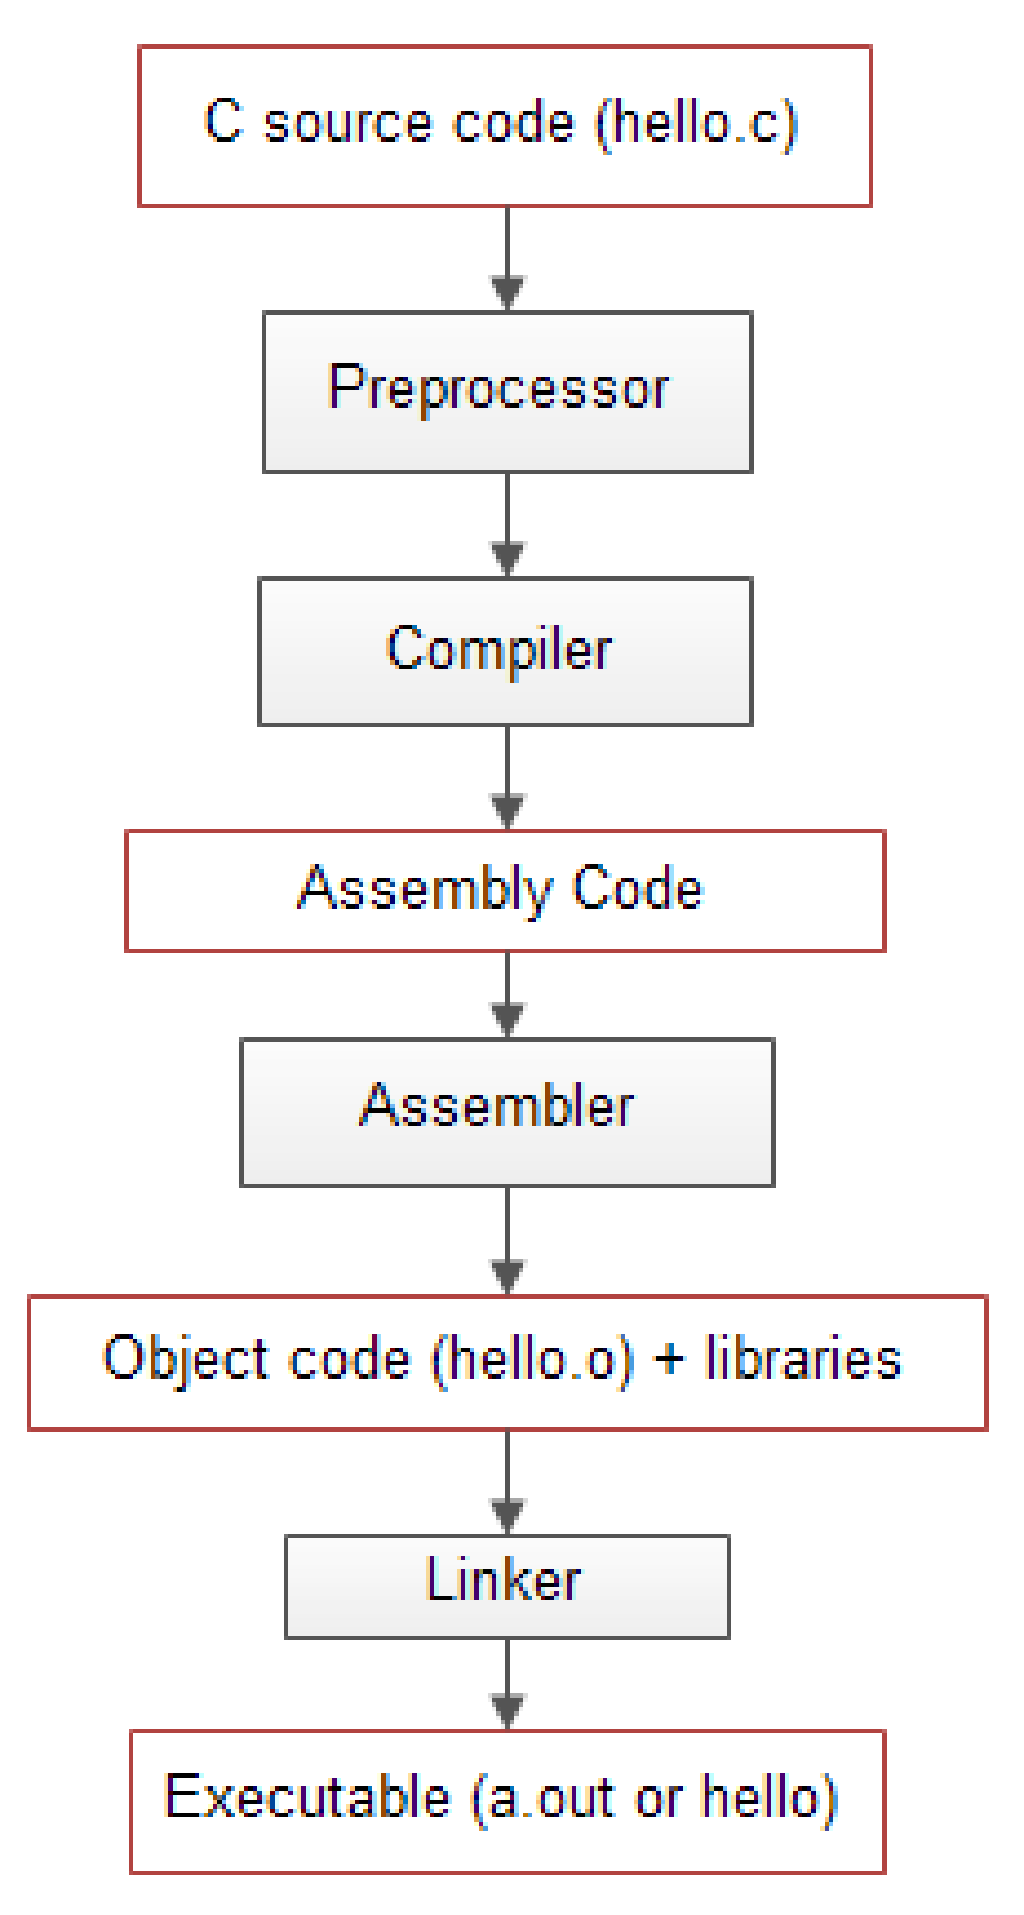 C source code (hello.c)
Preprocessor
Compiler
Assembly Code
Assembler
Object code (hello.o) + libraries
Linker
Executable (a.out or hello)